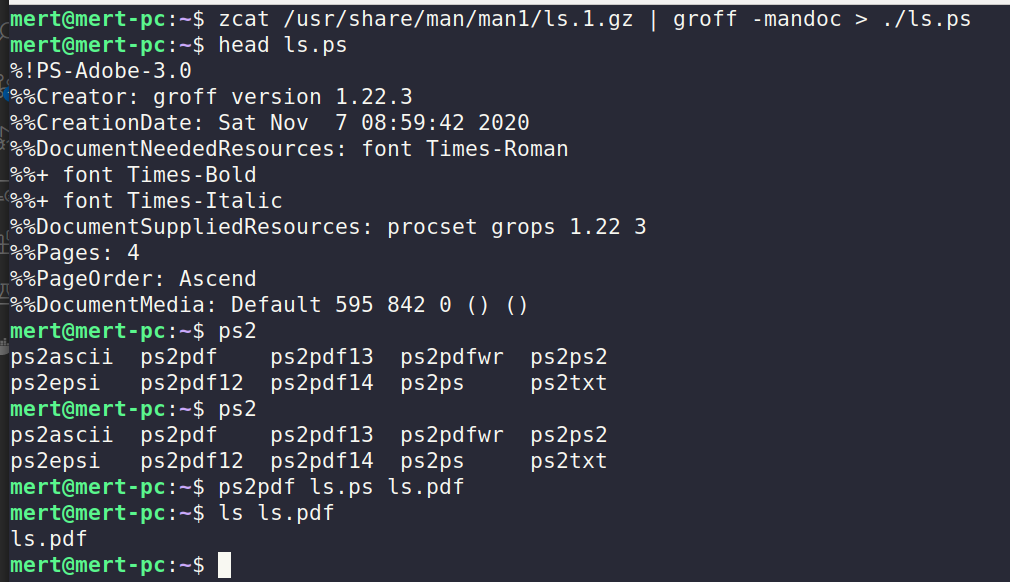 mert@mert-pc:~$ zcat /usr/share/man/man1/ls.1.gz | groff -mandoc > ./ls.ps
mert@mert-pc:~$ head ls.ps
%!PS-Adobe-3.0
%%Creator: groff version 1.22.3
%%CreationDate: Sat Nov  7 08:59:42 2020
%%DocumentNeededResources: font Times-Roman
%%+ font Times-Bold
%%+ font Times-Italic
%%DocumentSuppliedResources: procset grops 1.22 3
%%Pages: 4
%%PageOrder: Ascend
%%DocumentMedia: Default 595 842 0 () ()
mert@mert-pc:~$ ps2
ps2ascii  ps2pdf    ps2pdf13  ps2pdfwr  ps2ps2
ps2epsi   ps2pdf12  ps2pdf14  ps2ps     ps2txt
mert@mert-pc:~$ ps2
ps2ascii  ps2pdf    ps2pdf13  ps2pdfwr  ps2ps2
ps2epsi   ps2pdf12  ps2pdf14  ps2ps     ps2txt
mert@mert-pc:~$ ps2pdf ls.ps ls.pdf
mert@mert-pc:~$ ls ls.pdf
ls.pdf
mert@mert-pc:~$